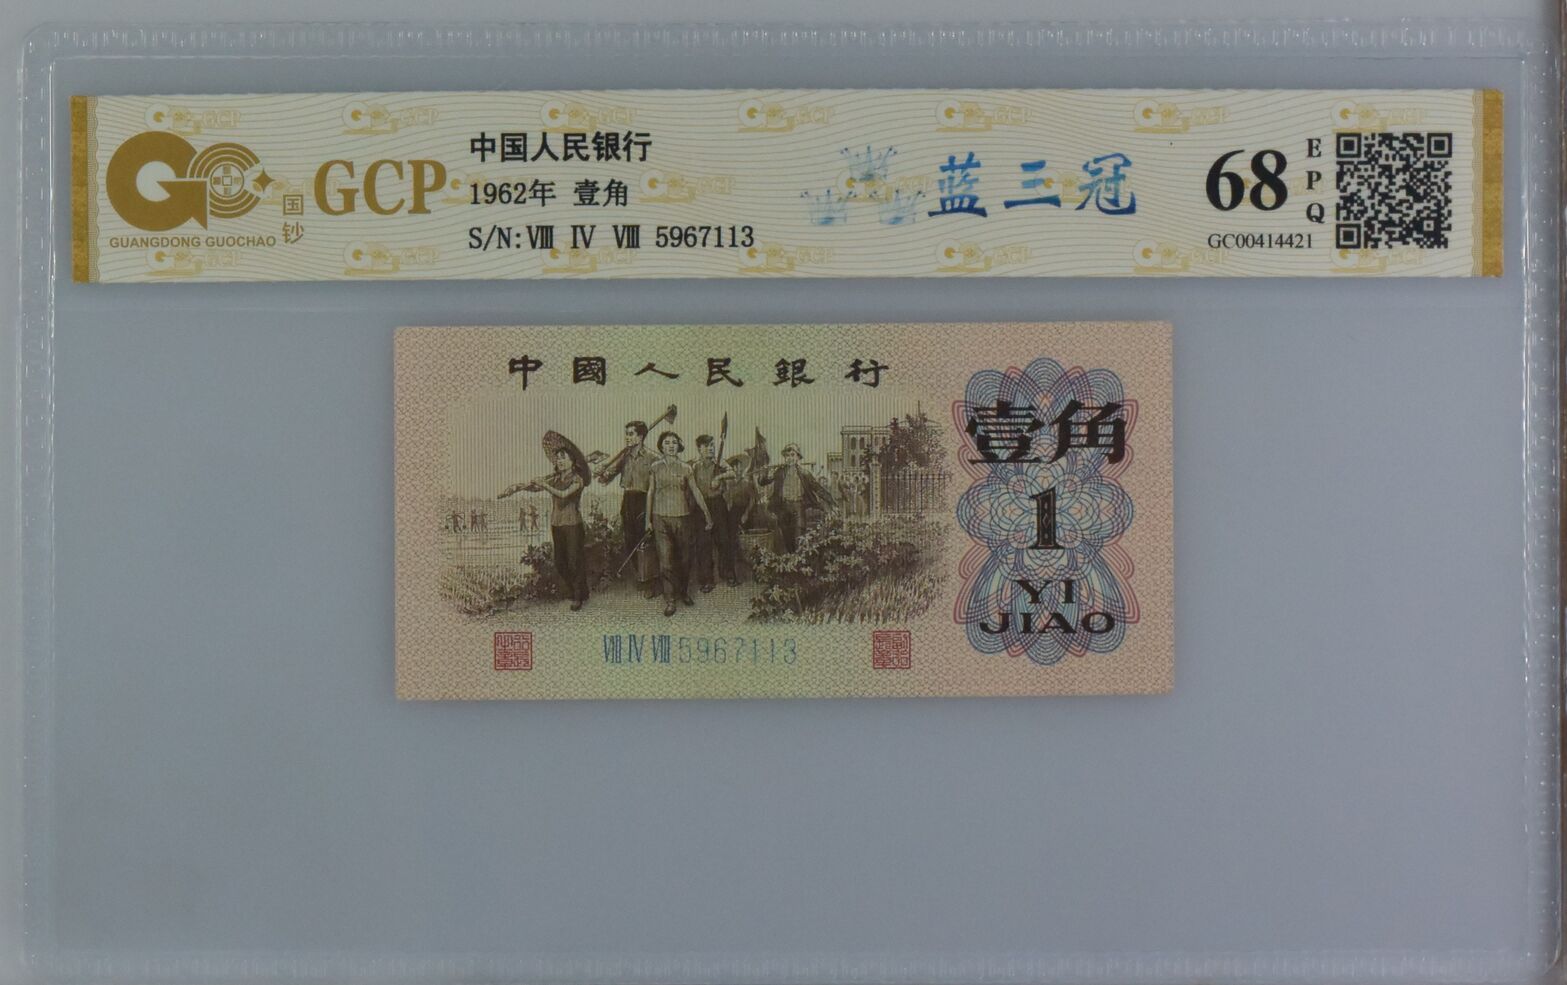 GCP
国钞
GUANGDONG GUOCHAO
中国人民银行
1962年 壹角
S/N:Ⅷ Ⅳ Ⅷ 5967113
蓝三冠
68
EPQ
GC00414421
中國人民銀行
壹角
1
YI
JIAO
Ⅷ Ⅳ Ⅷ 5967113